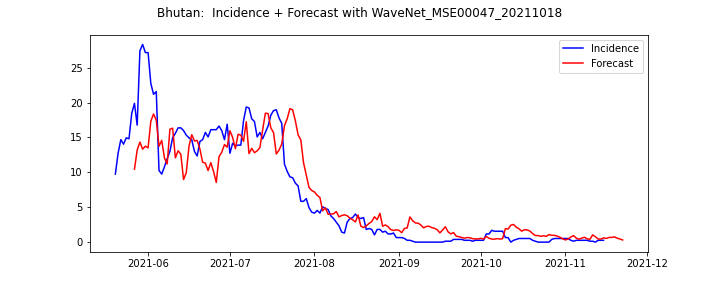 Bhutan:  Incidence + Forecast with WaveNet_MSE00047_20211018
Incidence
Forecast
25
20
15
10
5
0
2021-06 2021-07 2021-08 2021-09 2021-10 2021-11 2021-12